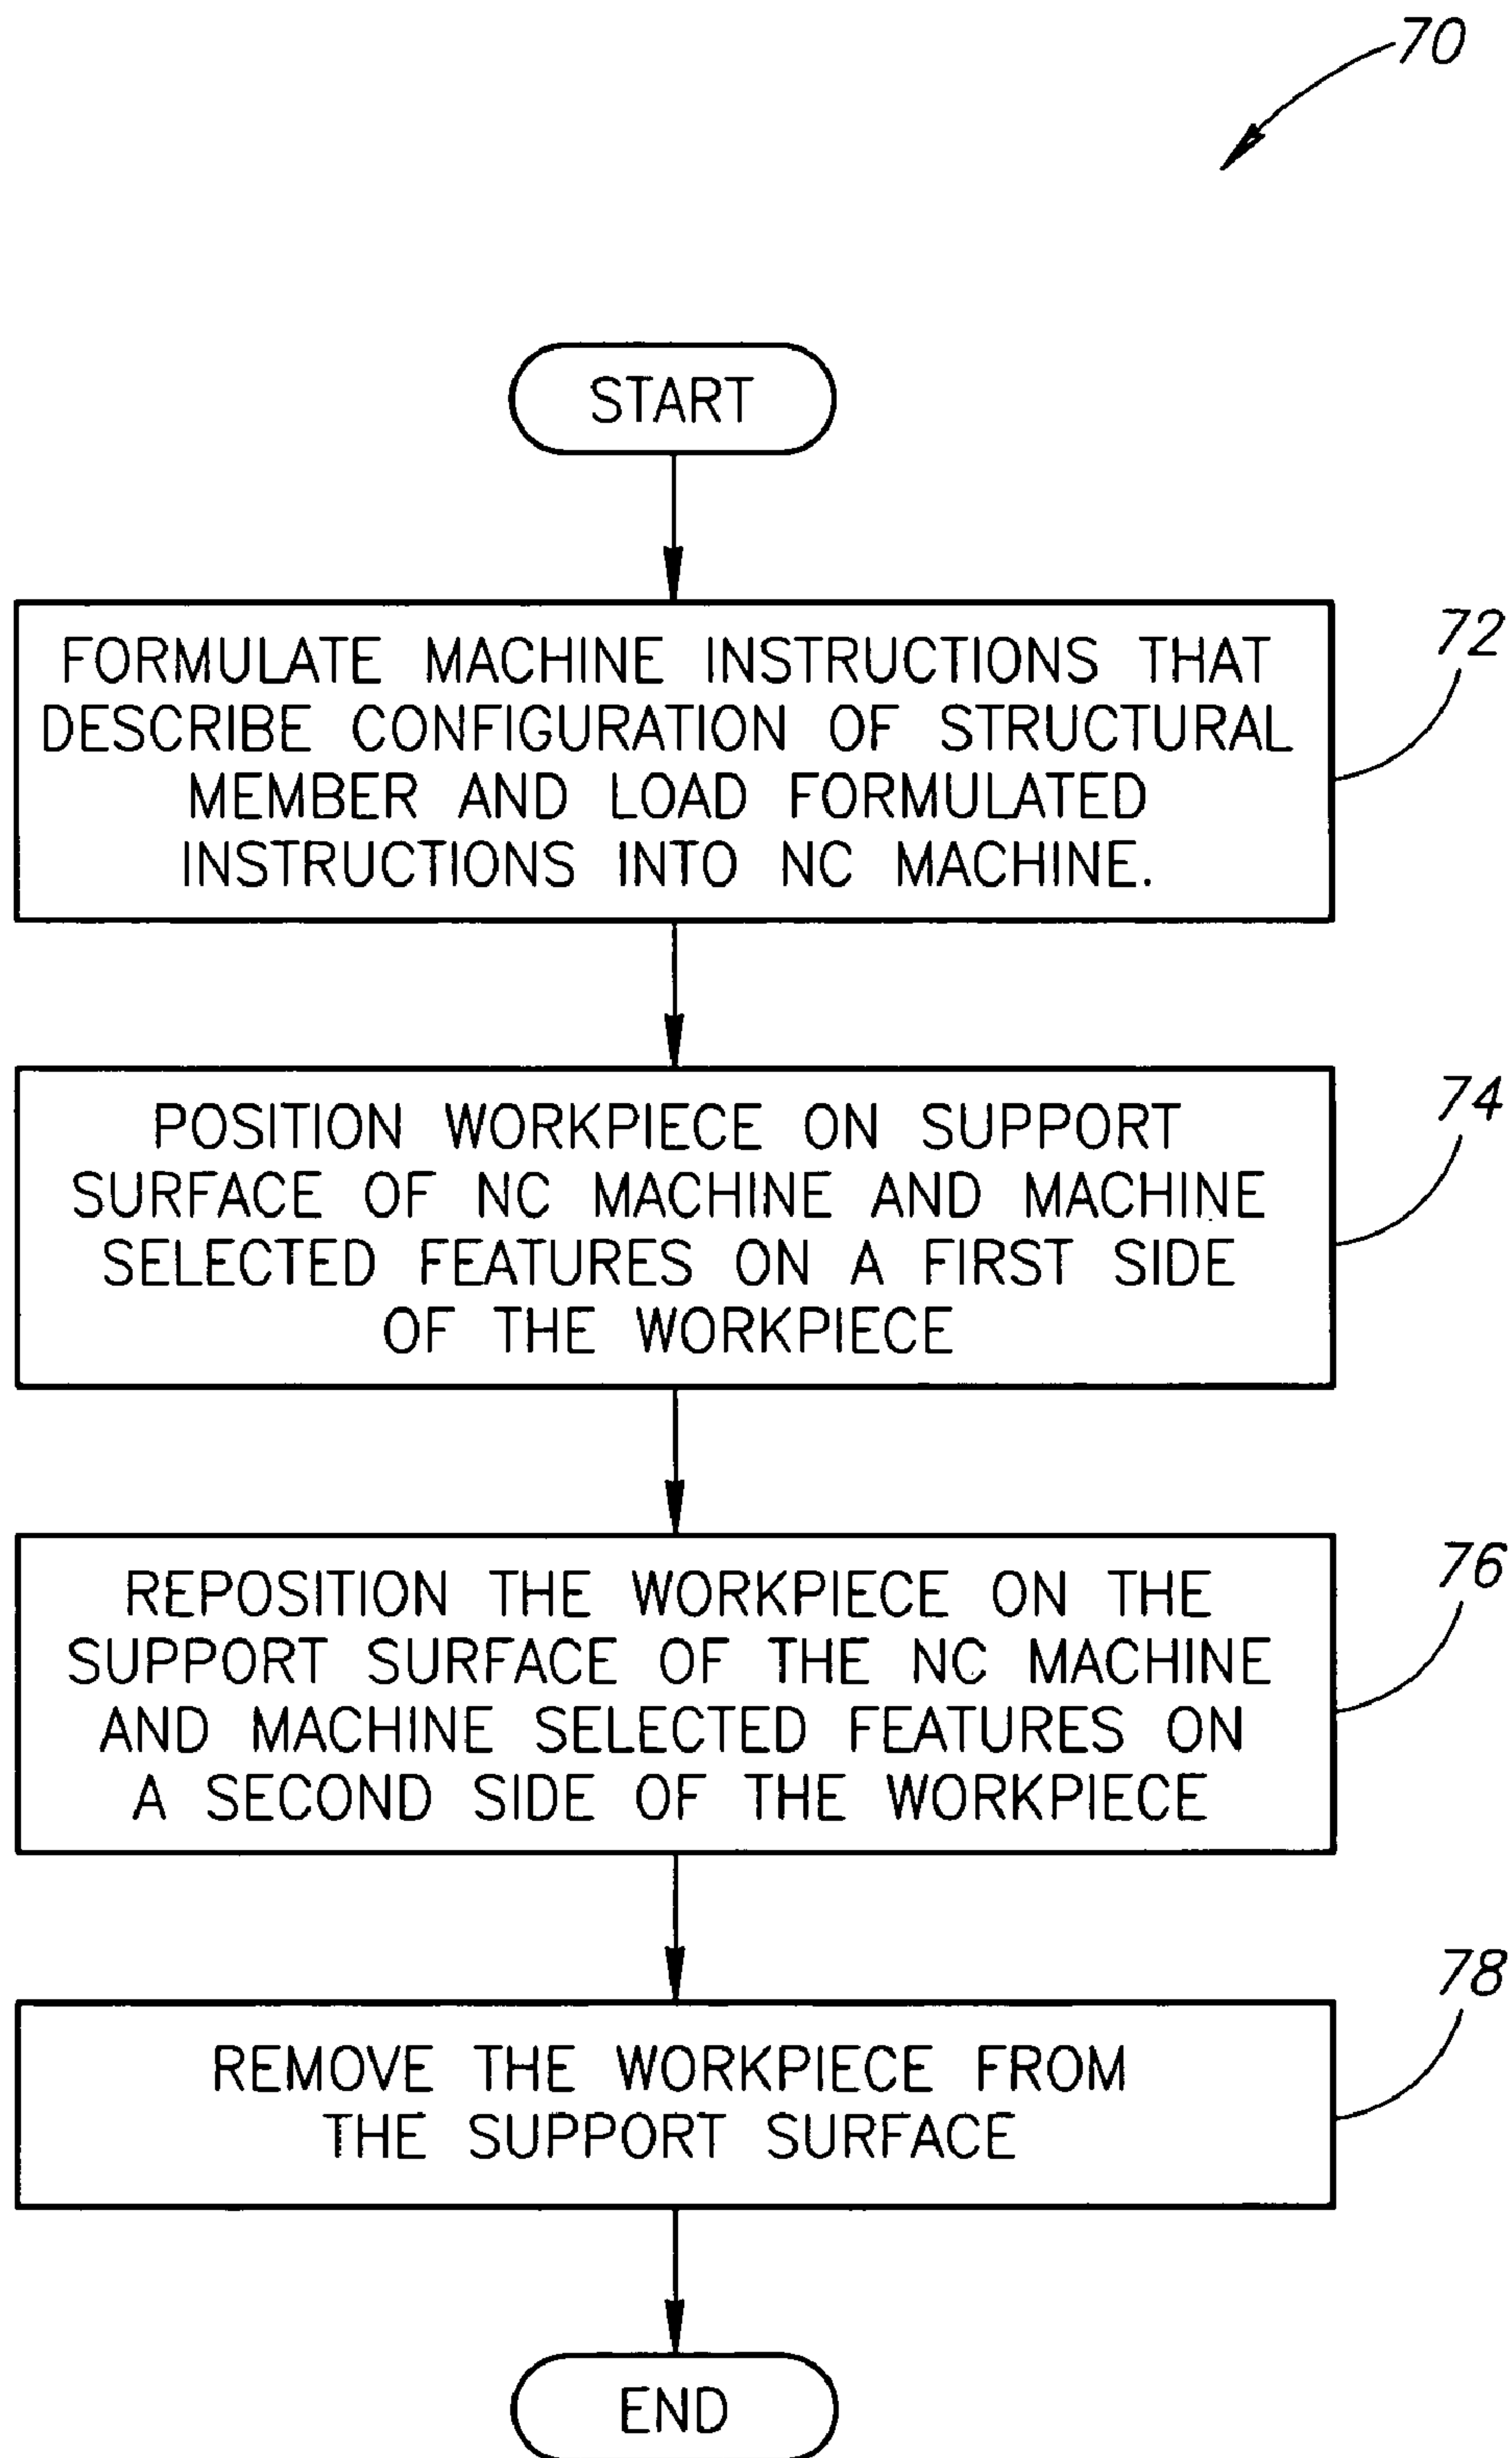 70
START
FORMULATE MACHINE INSTRUCTIONS THAT
DESCRIBE CONFIGURATION OF STRUCTURAL
MEMBER AND LOAD FORMULATED
INSTRUCTIONS INTO NC MACHINE.
72
POSITION WORKPIECE ON SUPPORT
SURFACE OF NC MACHINE AND MACHINE
SELECTED FEATURES ON A FIRST SIDE
OF THE WORKPIECE
74
REPOSITION THE WORKPIECE ON THE
SUPPORT SURFACE OF THE NC MACHINE
AND MACHINE SELECTED FEATURES ON
A SECOND SIDE OF THE WORKPIECE
76
REMOVE THE WORKPIECE FROM
THE SUPPORT SURFACE
78
END